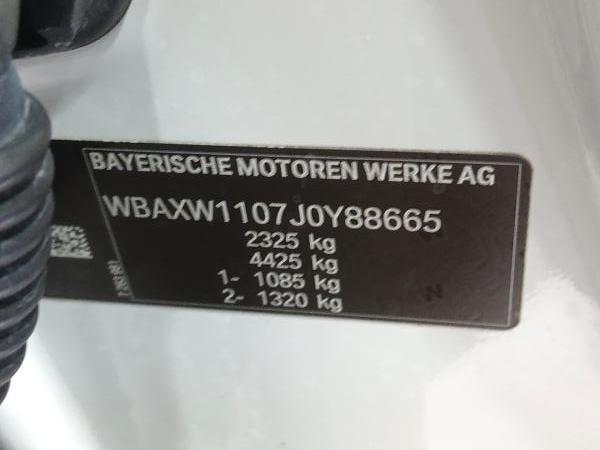 BAYERISCHE MOTOREN WERKE AG
WBAXW1107J0Y88665
2325 kg
4425 kg
1- 1085 kg
2- 1320 kg